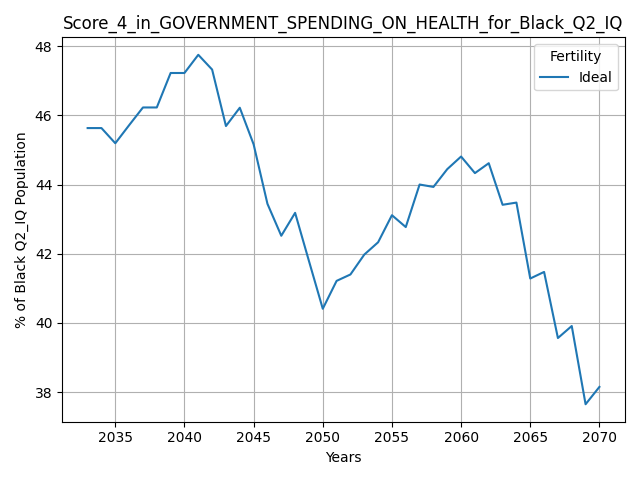 Score_4_in_GOVERNMENT_SPENDING_ON_HEALTH_for_Black_Q2_IQ
Fertility
Ideal
% of Black Q2_IQ Population
48
46
44
42
40
38
2035 2040 2045 2050 2055 2060 2065 2070
Years